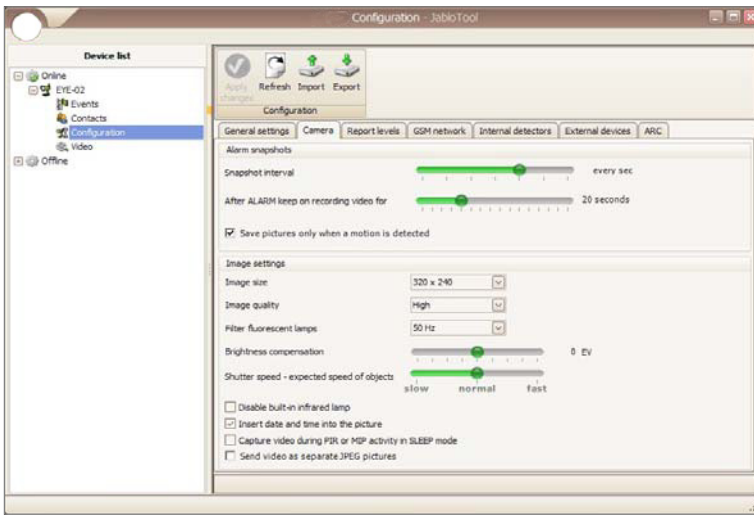 Configuration - JabloTool
Device list
Online
EYE-02
Events
Contacts
Configuration
Video
Offline
Apply changes
Refresh
Import
Export
Configuration
General settings
Camera
Report levels
GSM network
Internal detectors
External devices
ARC
Alarm snapshots
Snapshot interval
every sec
After ALARM keep on recording video for
20 seconds
Save pictures only when a motion is detected
Image settings
Image size
320 x 240
Image quality
High
Filter fluorescent lamps
50 Hz
Brightness compensation
0 EV
Shutter speed - expected speed of objects
slow normal fast
Disable built-in infrared lamp
Insert date and time into the picture
Capture video during PIR or MIP activity in SLEEP mode
Send video as separate JPEG pictures